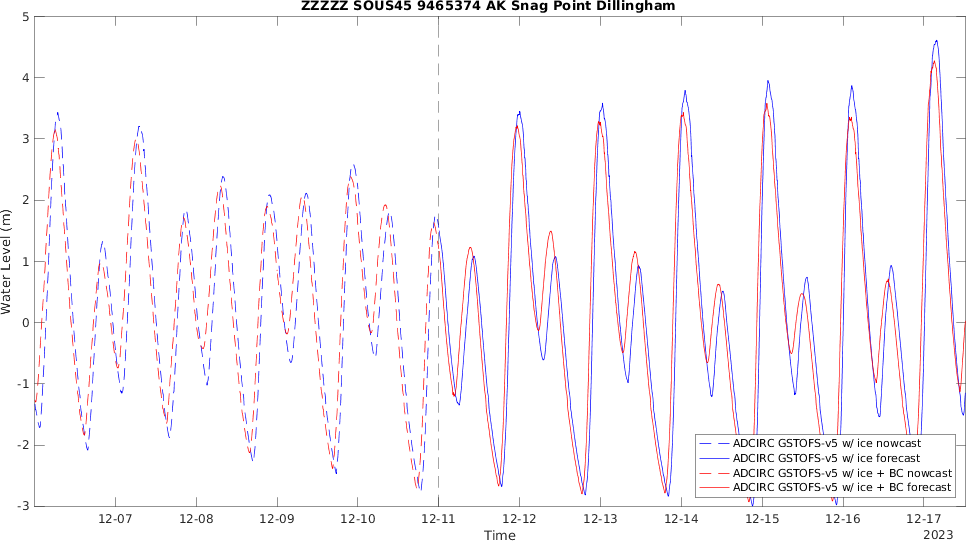 ZZZZZ SOUS45 9465374 AK Snag Point Dillingham
5
4
3
2
1
0
-1
-2
-3
Water Level (m)
ADCIRC GSTOFS-v5 w/ ice nowcast
ADCIRC GSTOFS-v5 w/ ice forecast
ADCIRC GSTOFS-v5 w/ ice + BC nowcast
ADCIRC GSTOFS-v5 w/ ice + BC forecast
12-07 12-08 12-09 12-10 12-11 12-12 12-13 12-14 12-15 12-16 12-17
Time
2023